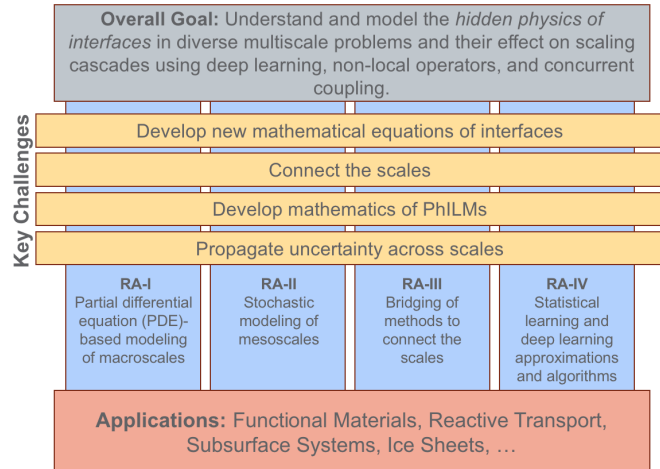 Overall Goal: Understand and model the hidden physics of
interfaces in diverse multiscale problems and their effect on scaling
cascades using deep learning, non-local operators, and concurrent
coupling.
Key Challenges
Develop new mathematical equations of interfaces
Connect the scales
Develop mathematics of PhILMs
Propagate uncertainty across scales
RA-I
Partial differential
equation (PDE)-
based modeling
of macroscales
RA-II
Stochastic
modeling of
mesoscales
RA-III
Bridging of
methods to
connect the
scales
RA-IV
Statistical
learning and
deep learning
approximations
and algorithms
Applications: Functional Materials, Reactive Transport,
Subsurface Systems, Ice Sheets, …